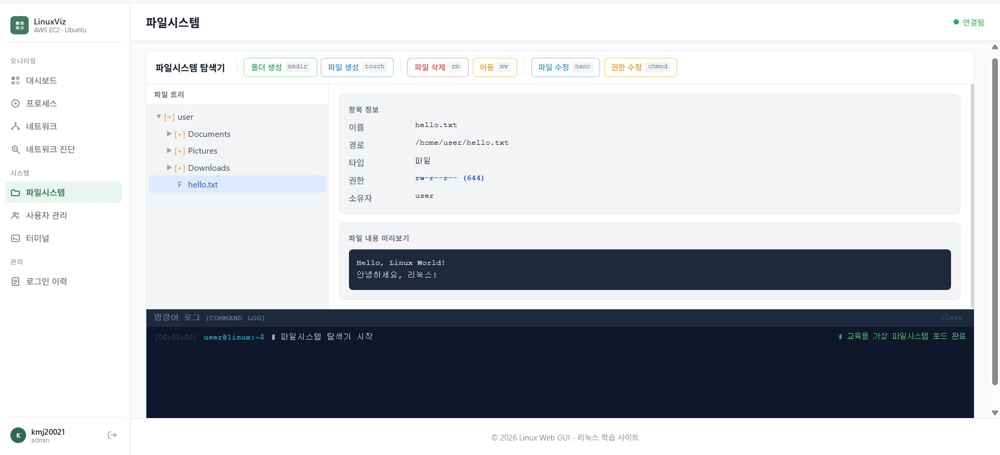 LinuxViz
AWS EC2 · Ubuntu
모니터링
대시보드
프로세스
네트워크
네트워크 진단
시스템
파일시스템
사용자 관리
터미널
관리
로그인 이력
K
kmj20021
admin
파일시스템
연결됨
파일시스템 탐색기
폴더 생성 mkdir
파일 생성 touch
파일 삭제 rm
이동 mv
파일 수정 nano
권한 수정 chmod
파일 트리
▼ [=] user
▶ [+] Documents
▶ [+] Pictures
▶ [+] Downloads
F hello.txt
항목 정보
이름 hello.txt
경로 /home/user/hello.txt
타입 파일
권한 rw-r--r-- (644)
소유자 user
파일 내용 미리보기
Hello, Linux World!
안녕하세요, 리눅스!
명령어 로그 (COMMAND LOG)
clear
[00:00:00] user@linux:~$ # 파일시스템 탐색기 시작
# 교육용 가상 파일시스템 로드 완료
© 2026 Linux Web GUI - 리눅스 학습 사이트